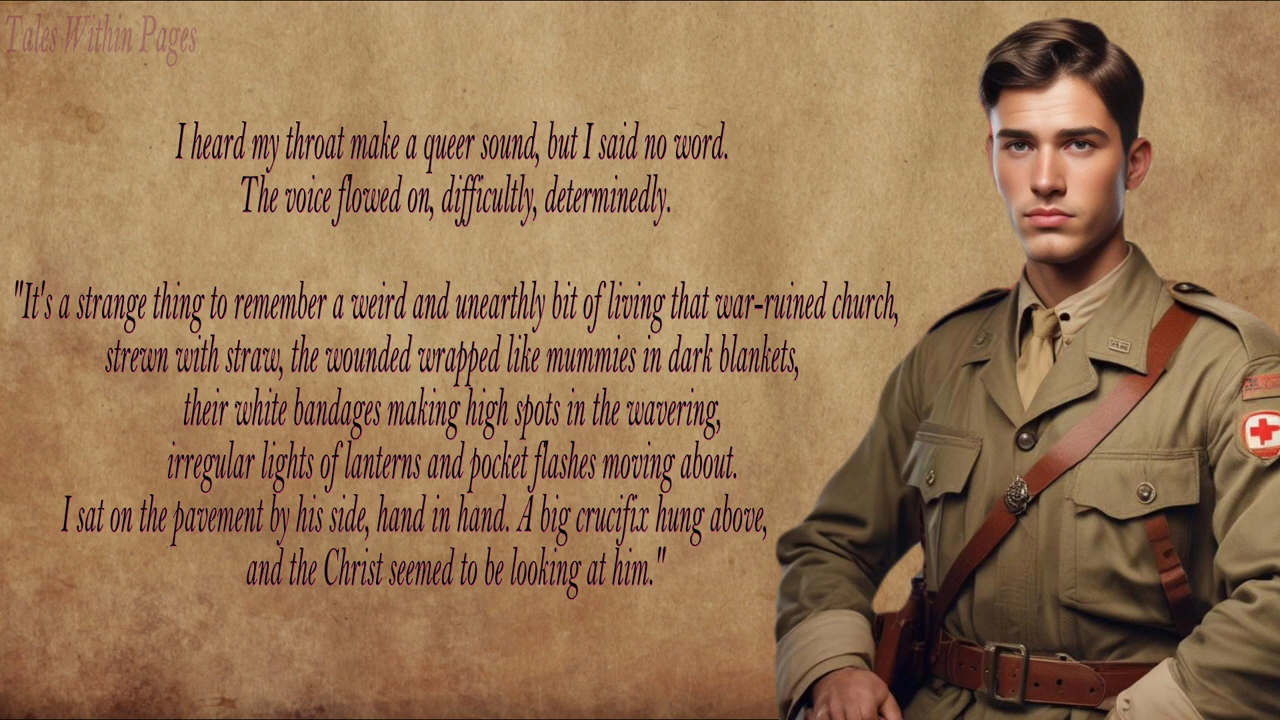 Tales Within Pages
I heard my throat make a queer sound, but I said no word.
The voice flowed on, difficultly, determinedly.
"It's a strange thing to remember a weird and unearthly bit of living that war-ruined church,
strewn with straw, the wounded wrapped like mummies in dark blankets,
their white bandages making high spots in the wavering,
irregular lights of lanterns and pocket flashes moving about.
I sat on the pavement by his side, hand in hand. A big crucifix hung above,
and the Christ seemed to be looking at him."